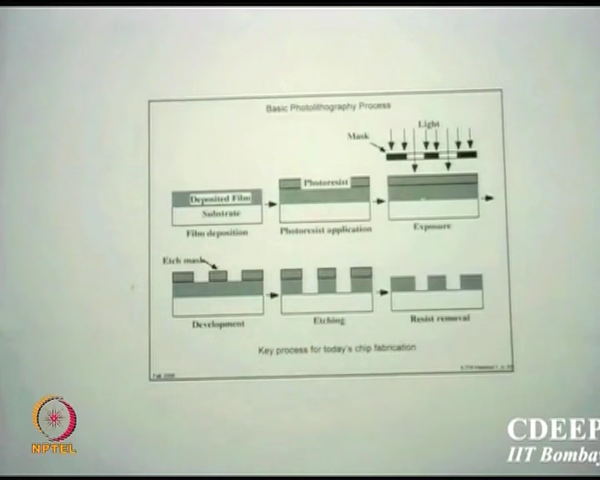 Basic Photolithography Process
Light
Mask
Deposited Film
Substrate
Film deposition
Photoresist
Photoresist application
Exposure
Etch mask
Development
Etching
Resist removal
Key process for today's chip fabrication
NPTEL
CDEEP
IIT Bombay